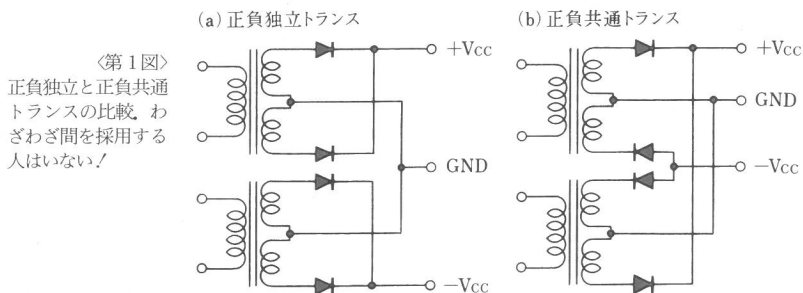 〈第1図〉
正負独立と正負共通
トランスの比較. わ
ざわざ間を採用する
人はいない!
(a) 正負独立トランス
+Vcc
GND
−Vcc
(b) 正負共通トランス
+Vcc
GND
−Vcc